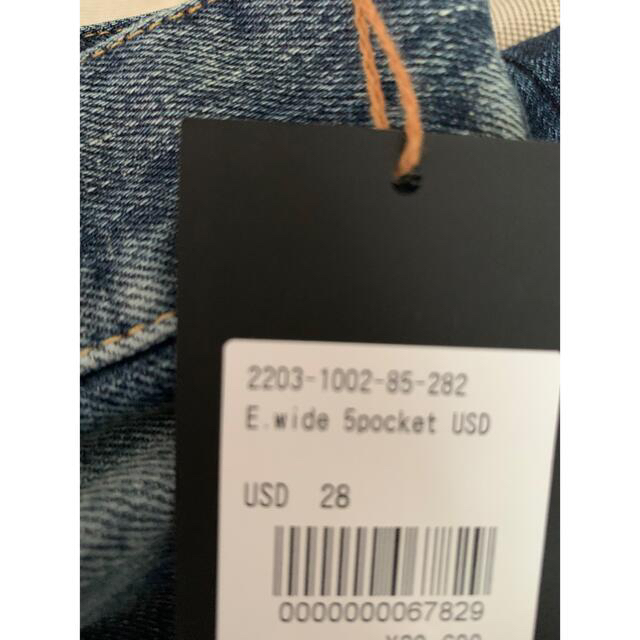 2203-1002-85-282
E.wide 5pocket USD
USD 28
0000000067829